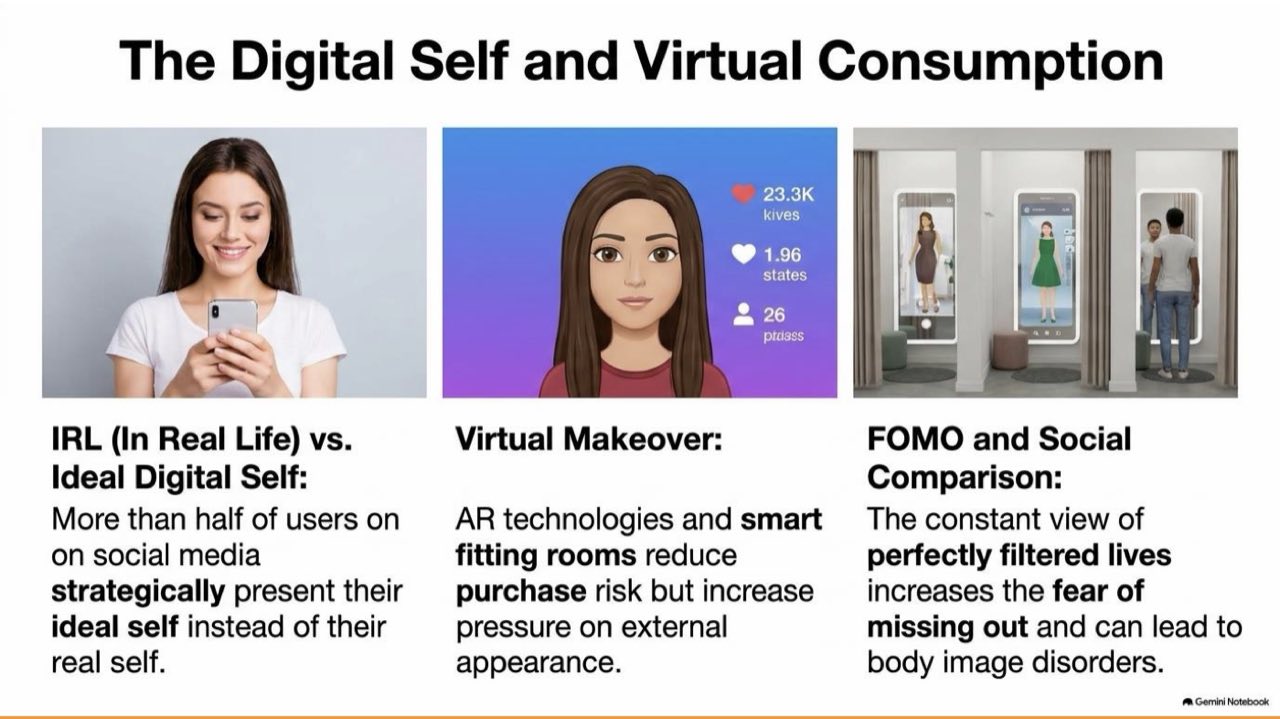 The Digital Self and Virtual Consumption
23.3K
kives
1.96
states
26
IRL (In Real Life) vs.
Ideal Digital Self:
More than half of users on
on social media
strategically present their
ideal self instead of their
real self.
Virtual Makeover:
AR technologies and smart
fitting rooms reduce
purchase risk but increase
pressure on external
appearance.
FOMO and Social
Comparison:
The constant view of
perfectly filtered lives
increases the fear of
missing out and can lead to
body image disorders.
Gemini Notebook